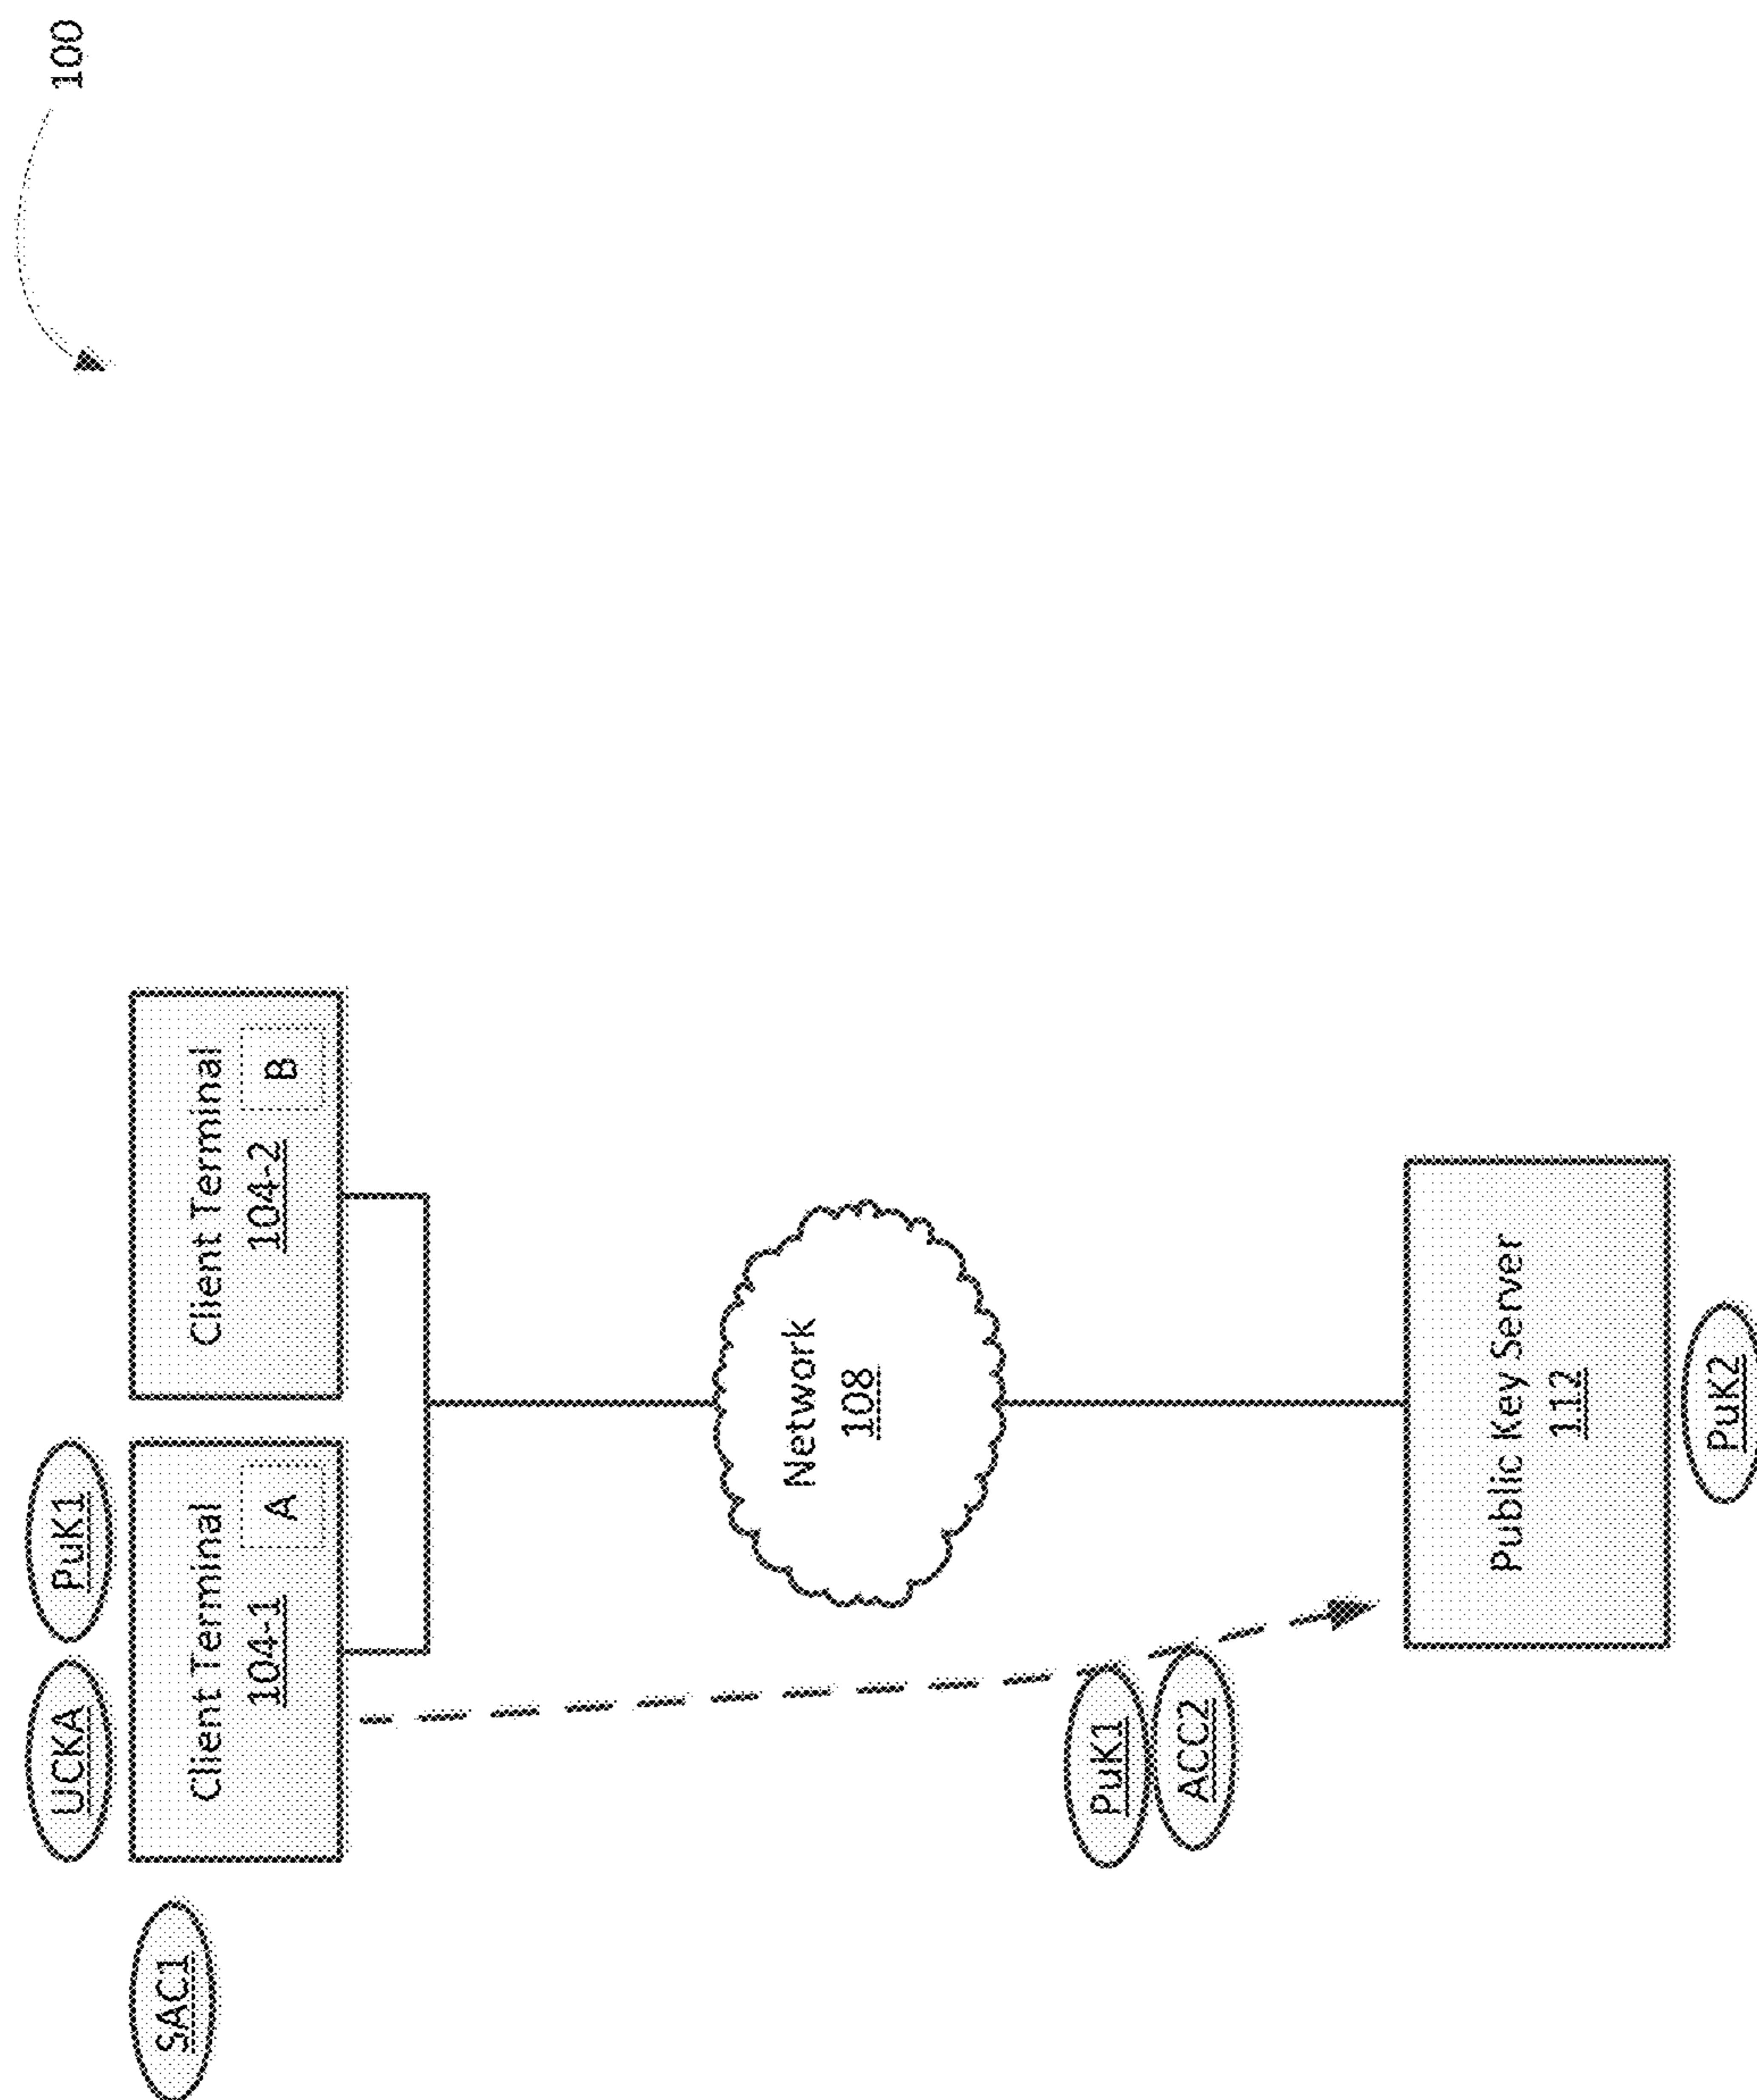 100
SAC1
UCKA
PuK1
Client Terminal
104-1
A
Client Terminal
104-2
B
Network
108
PuK1
ACC2
Public Key Server
112
PuK2